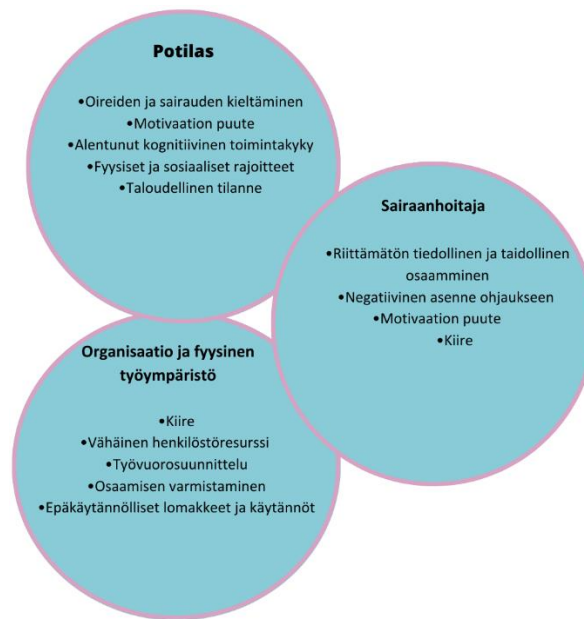 Potilas
•Oireiden ja sairauden kieltäminen
•Motivaation puute
•Alentunut kognitiivinen toimintakyky
•Fyysiset ja sosiaaliset rajoitteet
•Taloudellinen tilanne
Sairaanhoitaja
•Riittämätön tiedollinen ja taidollinen
osaamminen
•Negatiivinen asenne ohjaukseen
•Motivaation puute
•Kiire
Organisaatio ja fyysinen
työympäristö
•Kiire
•Vähäinen henkilöstöresurssi
•Työvuorosuunnittelu
•Osaamisen varmistaminen
•Epäkäytännölliset lomakkeet ja käytännöt